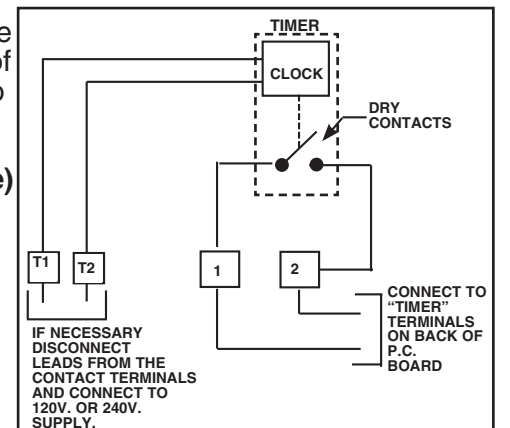 TIMER
CLOCK
DRY
CONTACTS
T1
T2
1
2
CONNECT TO
“TIMER”
TERMINALS
ON BACK OF
P.C.
BOARD
IF NECESSARY
DISCONNECT
LEADS FROM THE
CONTACT TERMINALS
AND CONNECT TO
120V. OR 240V.
SUPPLY.